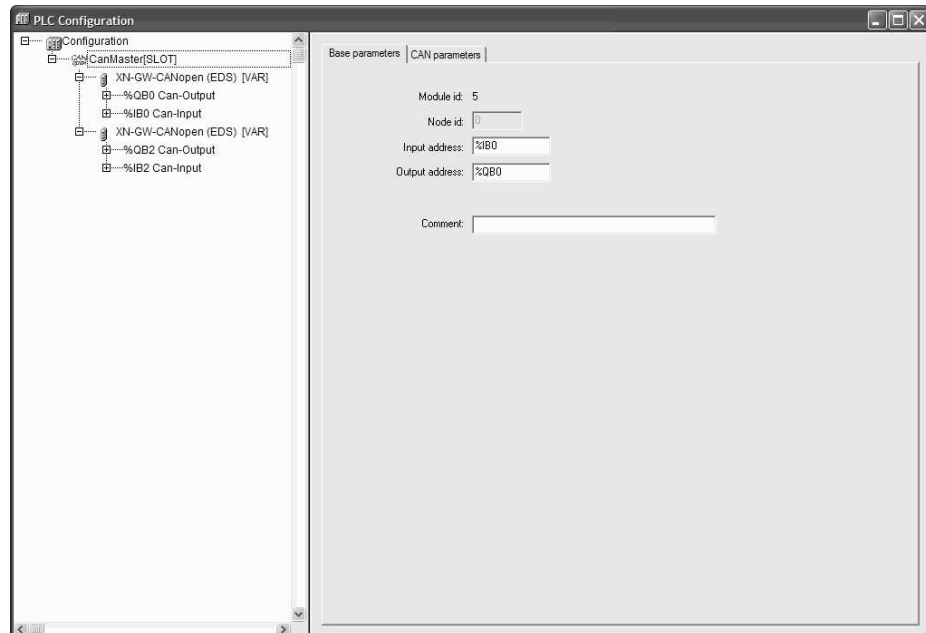 PLC Configuration
Configuration
CanMaster[SLOT]
XN-GW-CANopen (EDS) [VAR]
%QB0 Can-Output
%IB0 Can-Input
XN-GW-CANopen (EDS) [VAR]
%QB2 Can-Output
%IB2 Can-Input
Base parameters CAN parameters
Module id: 5
Node id: 0
Input address: %IB0
Output address: %QB0
Comment: